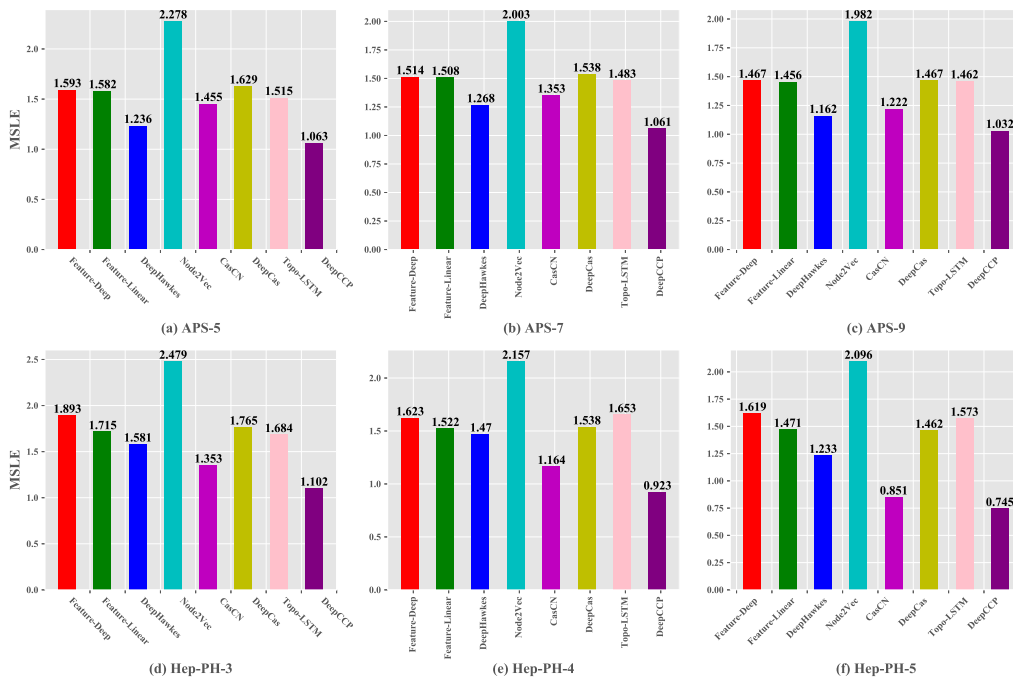 MSLE
2.0
1.5
1.0
0.5
0.0
1.593
1.582
1.236
2.278
1.455
1.629
1.515
1.063
Feature-Deep
Feature-Linear
DeepHawkes
Node2Vec
CasCN
DeepCas
Topo-LSTM
DeepCCP
(a) APS-5
2.00
1.75
1.50
1.25
1.00
0.75
0.50
0.25
0.00
1.514
1.508
1.268
2.003
1.353
1.538
1.483
1.061
Feature-Deep
Feature-Linear
DeepHawkes
Node2Vec
CasCN
DeepCas
Topo-LSTM
DeepCCP
(b) APS-7
2.00
1.75
1.50
1.25
1.00
0.75
0.50
0.25
0.00
1.467
1.456
1.162
1.982
1.222
1.467
1.462
1.032
Feature-Deep
Feature-Linear
DeepHawkes
Node2Vec
CasCN
DeepCas
Topo-LSTM
DeepCCP
(c) APS-9
MSLE
2.5
2.0
1.5
1.0
0.5
0.0
1.893
1.715
1.581
2.479
1.353
1.765
1.684
1.102
Feature-Deep
Feature-Linear
DeepHawkes
Node2Vec
CasCN
DeepCas
Topo-LSTM
DeepCCP
(d) Hep-PH-3
2.0
1.5
1.0
0.5
0.0
1.623
1.522
1.47
2.157
1.164
1.538
1.653
0.923
Feature-Deep
Feature-Linear
DeepHawkes
Node2Vec
CasCN
DeepCas
Topo-LSTM
DeepCCP
(e) Hep-PH-4
2.00
1.75
1.50
1.25
1.00
0.75
0.50
0.25
0.00
1.619
1.471
1.233
2.096
0.851
1.462
1.573
0.745
Feature-Deep
Feature-Linear
DeepHawkes
Node2Vec
CasCN
DeepCas
Topo-LSTM
DeepCCP
(f) Hep-PH-5